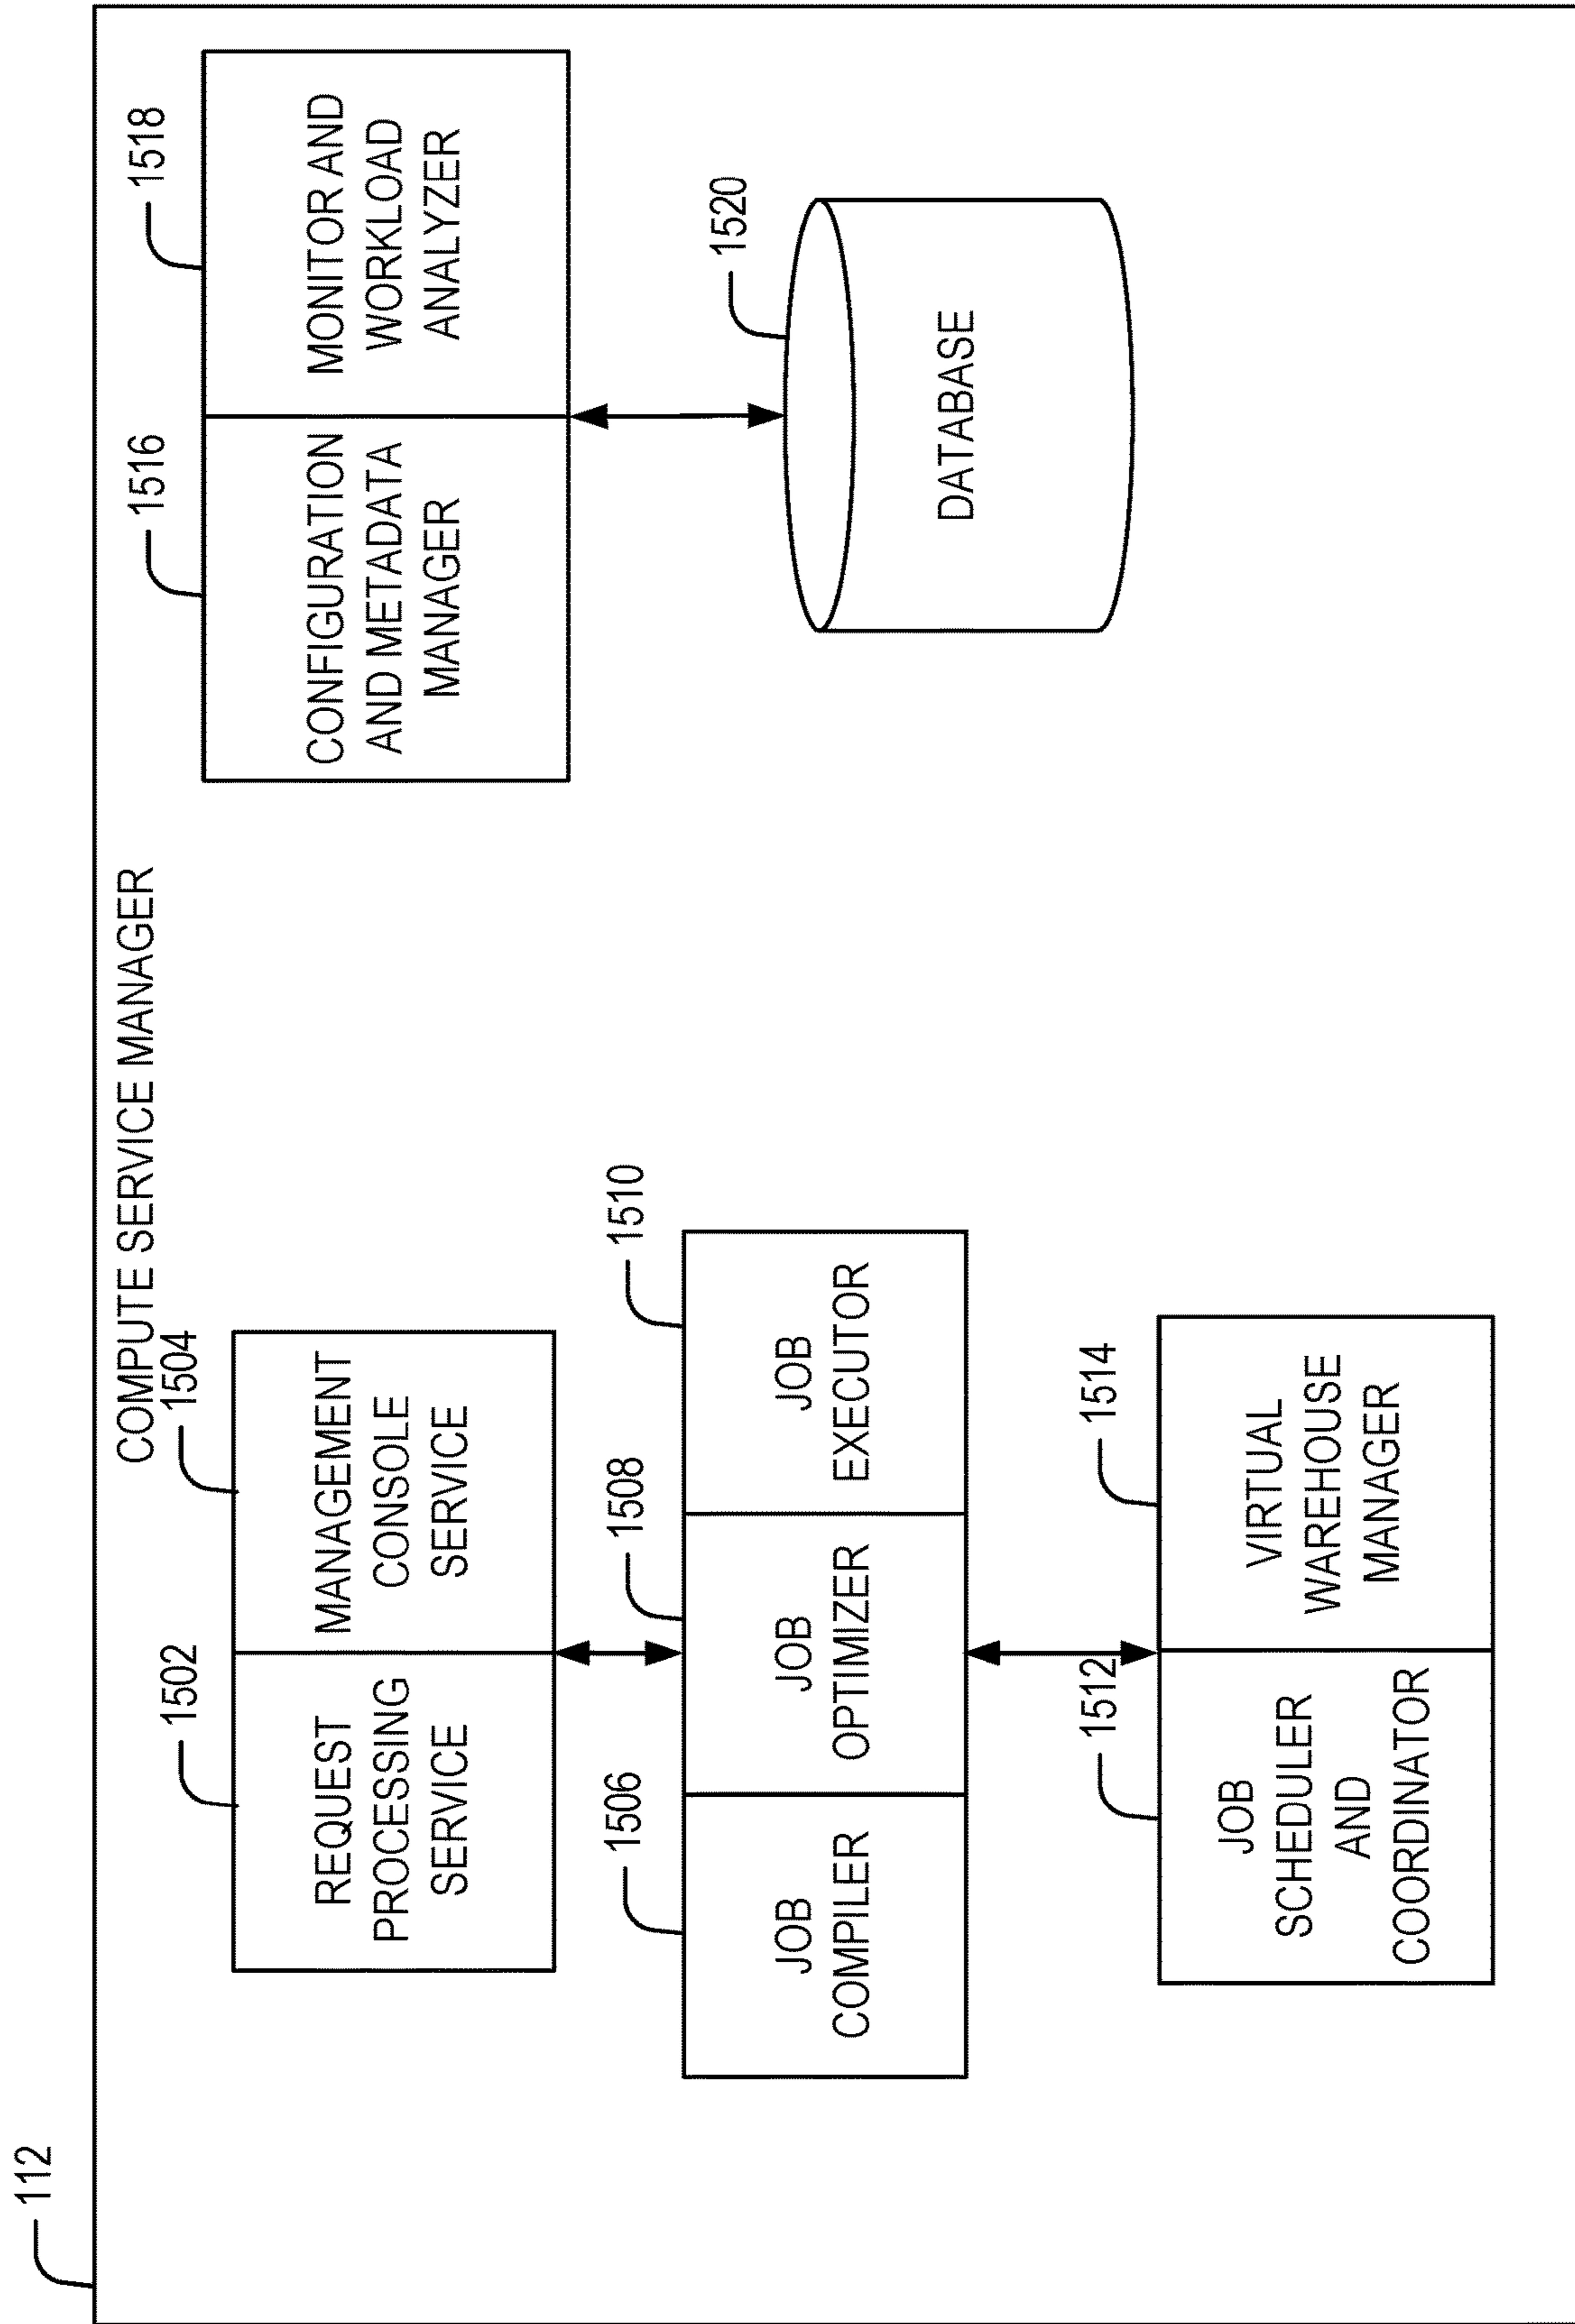 112
COMPUTE SERVICE MANAGER
1502
1504
REQUEST
PROCESSING
SERVICE
MANAGEMENT
CONSOLE
SERVICE
1506
1508
1510
JOB
COMPILER
JOB
OPTIMIZER
JOB
EXECUTOR
1512
1514
JOB
SCHEDULER
AND
COORDINATOR
VIRTUAL
WAREHOUSE
MANAGER
1516
1518
CONFIGURATION
AND METADATA
MANAGER
MONITOR AND
WORKLOAD
ANALYZER
1520
DATABASE